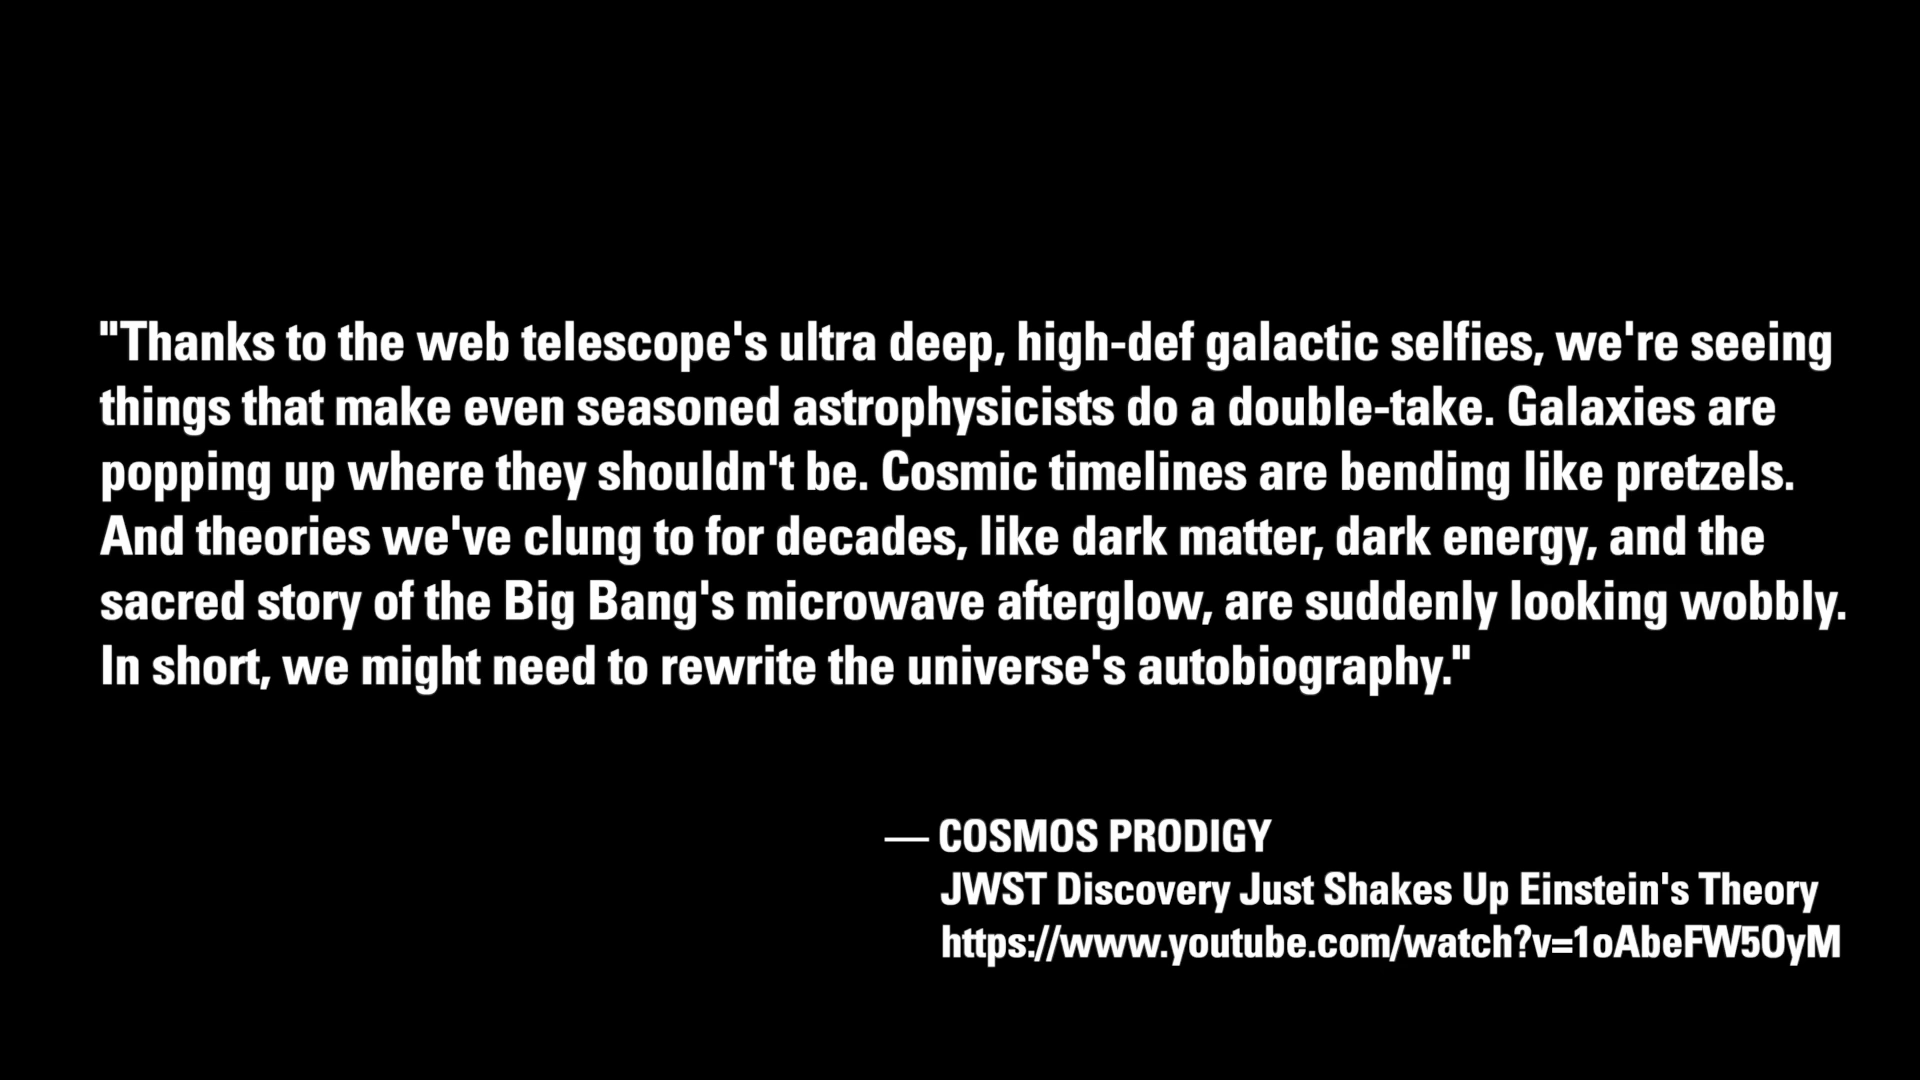 "Thanks to the web telescope's ultra deep, high-def galactic selfies, we're seeing
things that make even seasoned astrophysicists do a double-take. Galaxies are
popping up where they shouldn't be. Cosmic timelines are bending like pretzels.
And theories we've clung to for decades, like dark matter, dark energy, and the
sacred story of the Big Bang's microwave afterglow, are suddenly looking wobbly.
In short, we might need to rewrite the universe's autobiography."
— COSMOS PRODIGY
JWST Discovery Just Shakes Up Einstein's Theory
https://www.youtube.com/watch?v=1oAbeFW5OyM